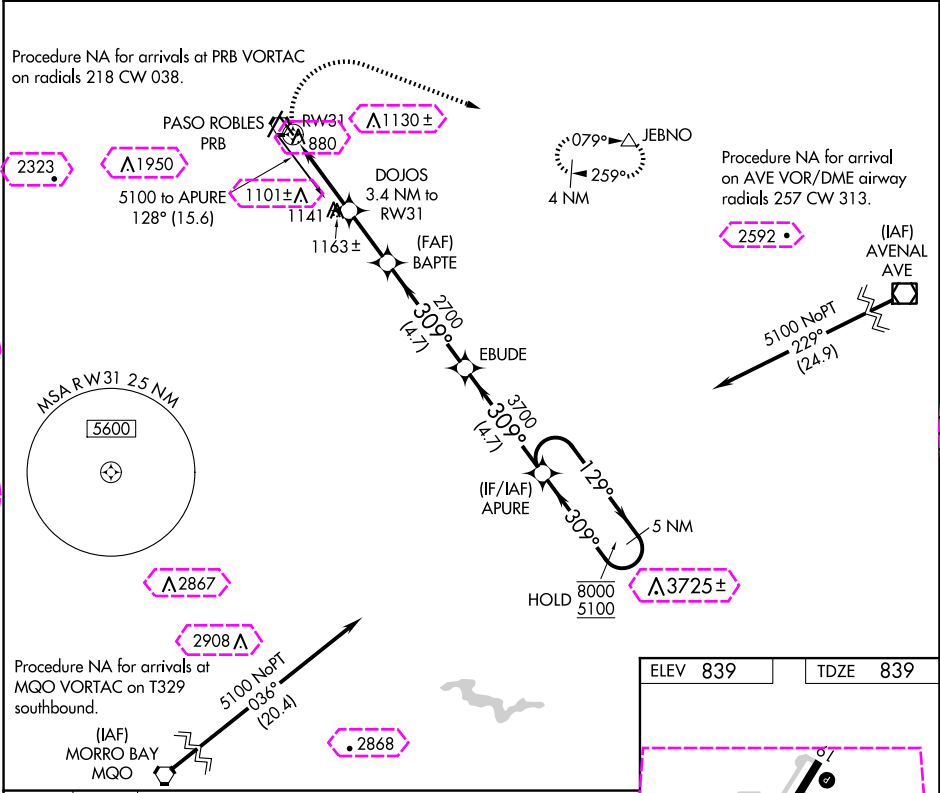 Procedure NA for arrivals at PRB VORTAC
on radials 218 CW 038.
PASO ROBLES
PRB
RW31
880
1130 ±
2323
1950
5100 to APURE
128° (15.6)
1101±
1141
1163 ±
DOJOS
3.4 NM to
RW31
(FAF)
BAPTE
079°
JEBNO
259°
4 NM
Procedure NA for arrival
on AVE VOR/DME airway
radials 257 CW 313.
2592
(IAF)
AVENAL
AVE
5100 NoPT
229°
(24.9)
2700
309°
(4.7)
EBUDE
3700
309°
(4.7)
MSA RW31 25 NM
5600
(IF/IAF)
APURE
129°
309°
5 NM
HOLD
8000
5100
3725 ±
2867
2908
Procedure NA for arrivals at
MQO VORTAC on T329
southbound.
(IAF)
MORRO BAY
MQO
5100 NoPT
036°
(20.4)
2868
ELEV 839
TDZE 839
19
P